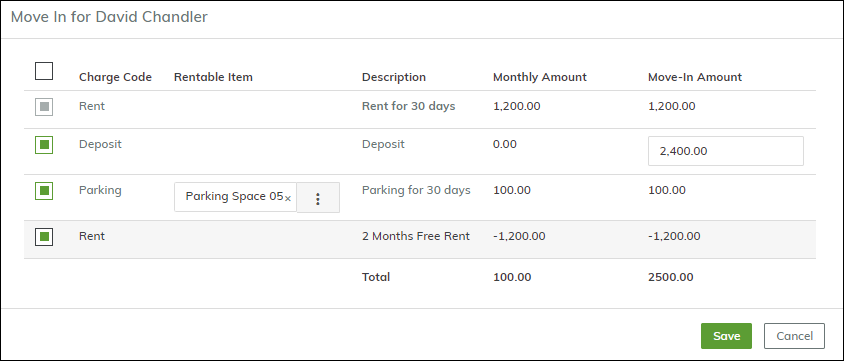 Move In for David Chandler
Charge Code Rentable Item Description Monthly Amount Move-In Amount
Rent Rent for 30 days 1,200.00 1,200.00
Deposit Deposit 0.00 2,400.00
Parking Parking Space 05× Parking for 30 days 100.00 100.00
Rent 2 Months Free Rent -1,200.00 -1,200.00
Total 100.00 2500.00
Save Cancel